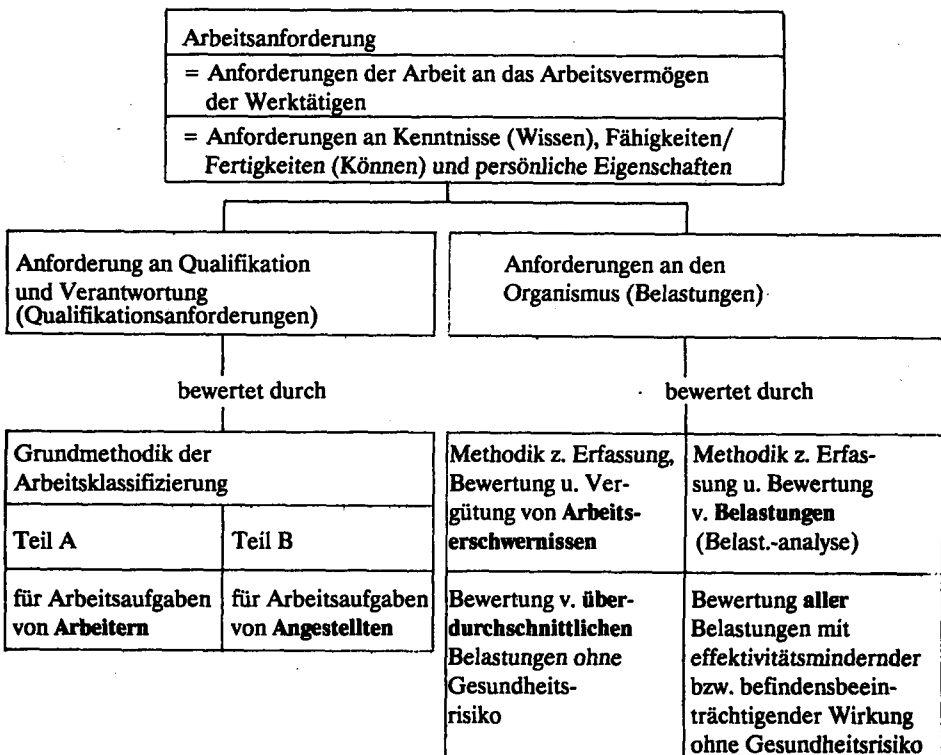 Arbeitsanforderung
= Anforderungen der Arbeit an das Arbeitsvermögen
der Werktätigen
= Anforderungen an Kenntnisse (Wissen), Fähigkeiten/
Fertigkeiten (Können) und persönliche Eigenschaften
Anforderung an Qualifikation
und Verantwortung
(Qualifikationsanforderungen)
Anforderungen an den
Organismus (Belastungen)
bewertet durch
bewertet durch
Grundmethodik der
Arbeitsklassifizierung
Teil A
Teil B
für Arbeitsaufgaben
von Arbeitern
für Arbeitsaufgaben
von Angestellten
Methodik z. Erfassung,
Bewertung u. Ver-
gütung von Arbeits-
erschwernissen
Bewertung v. über-
durchschnittlichen
Belastungen ohne
Gesundheits-
risiko
Methodik z. Erfas-
sung u. Bewertung
v. Belastungen
(Belast.-analyse)
Bewertung aller
Belastungen mit
effektivitätsmindernder
bzw. befindensbeein-
trächtigender Wirkung
ohne Gesundheitsrisiko